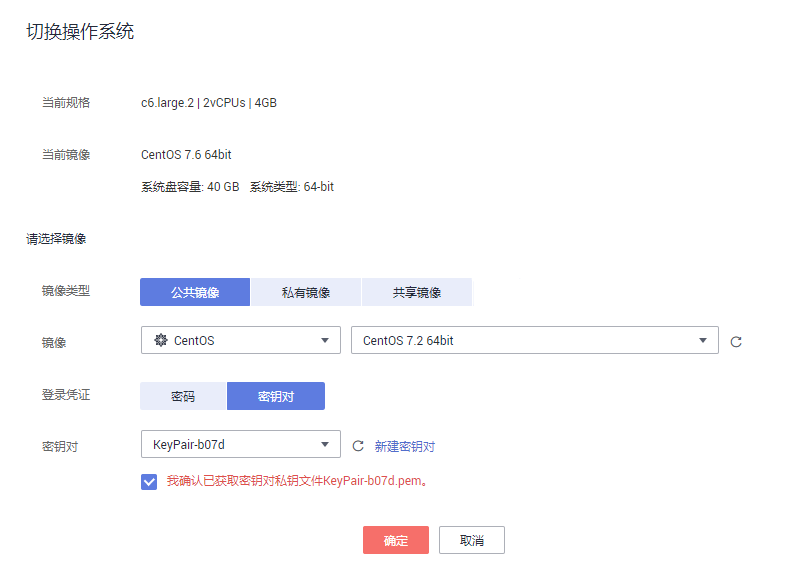 切换操作系统
当前规格 c6.large.2 | 2vCPUs | 4GB
当前镜像 CentOS 7.6 64bit
系统盘容量: 40 GB 系统类型: 64-bit
请选择镜像
镜像类型 公共镜像 私有镜像 共享镜像
镜像 CentOS CentOS 7.2 64bit
登录凭证 密码 密钥对
密钥对 KeyPair-b07d 新建密钥对
我确认已获取密钥对私钥文件KeyPair-b07d.pem。
确定 取消